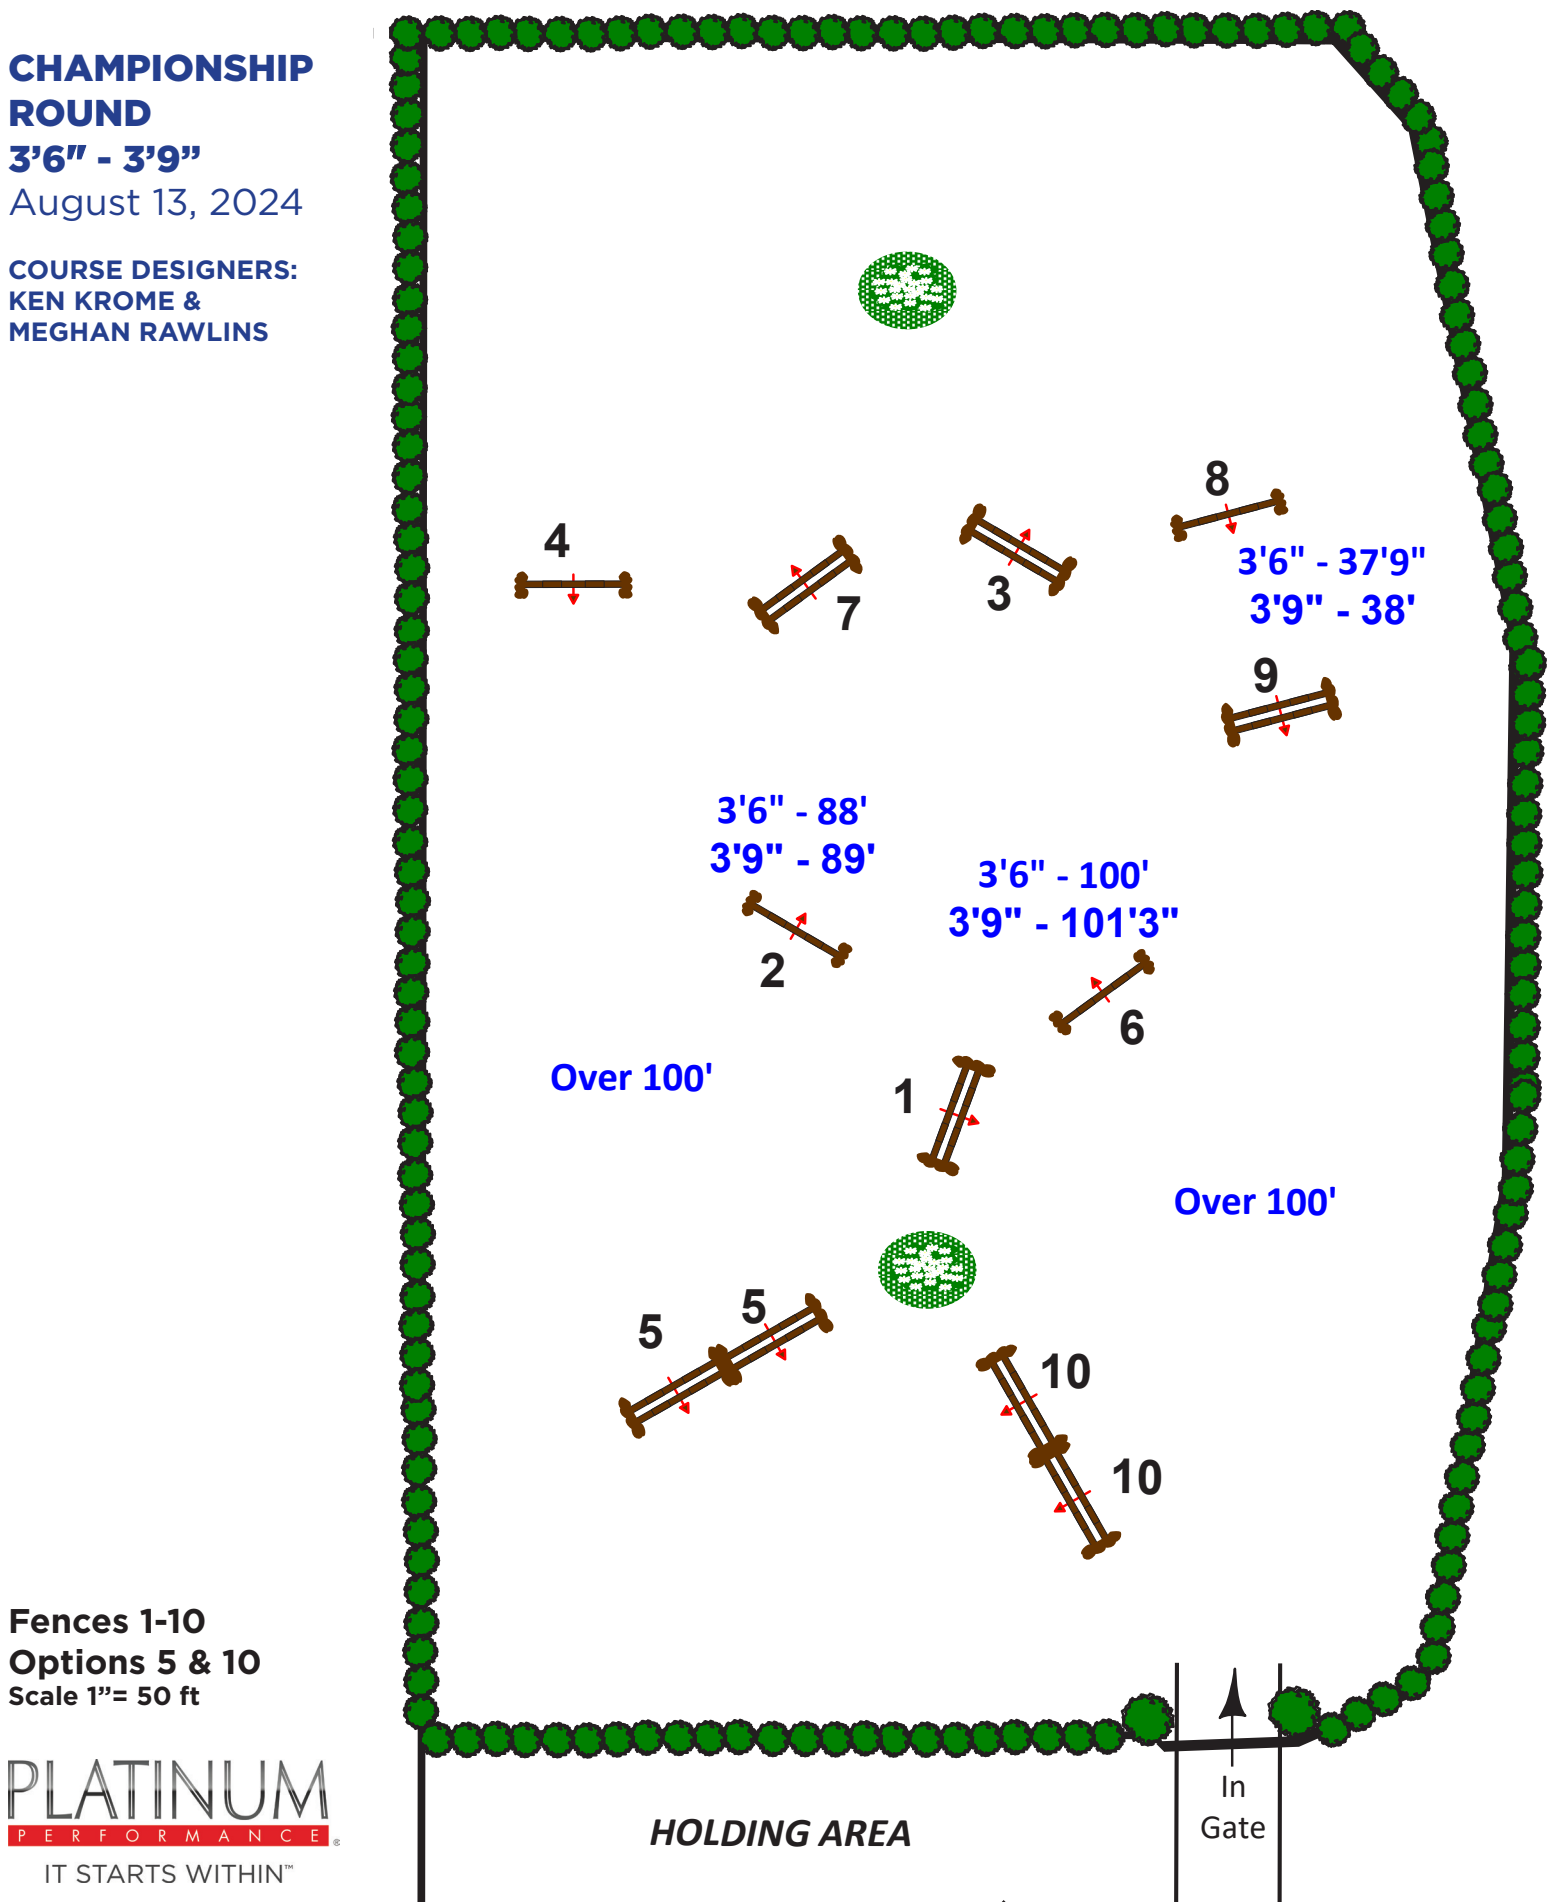 CHAMPIONSHIP
ROUND
3’6" - 3’9”
August 13, 2024
COURSE DESIGNERS:
KEN KROME &
MEGHAN RAWLINS
8
4
3'6" - 37'9"
3
7
3'9" - 38'
9
3'6" - 88'
3'9" - 89'
3'6" - 100'
3'9" - 101'3"
2
6
Over 100'
1
Over 100'
5
5
10
10
Fences 1-10
Options 5 & 10
Scale 1”= 50 ft
PLATINUM
PERFORMANCE®
IT STARTS WITHIN™
In
Gate
HOLDING AREA